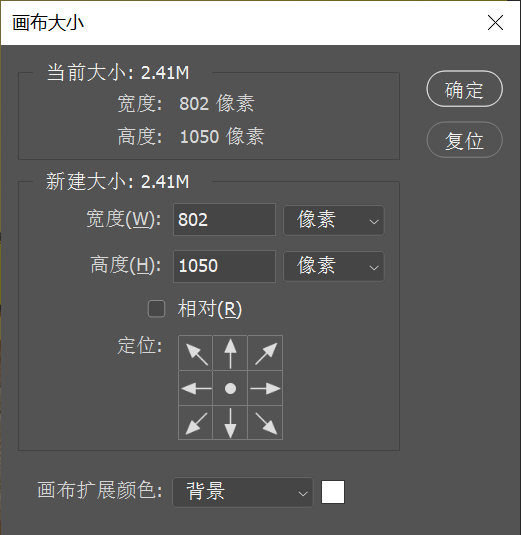 画布大小
当前大小: 2.41M
宽度: 802 像素
高度: 1050 像素
确定
复位
新建大小: 2.41M
宽度(W): 802 像素
高度(H): 1050 像素
相对(R)
定位:
画布扩展颜色: 背景